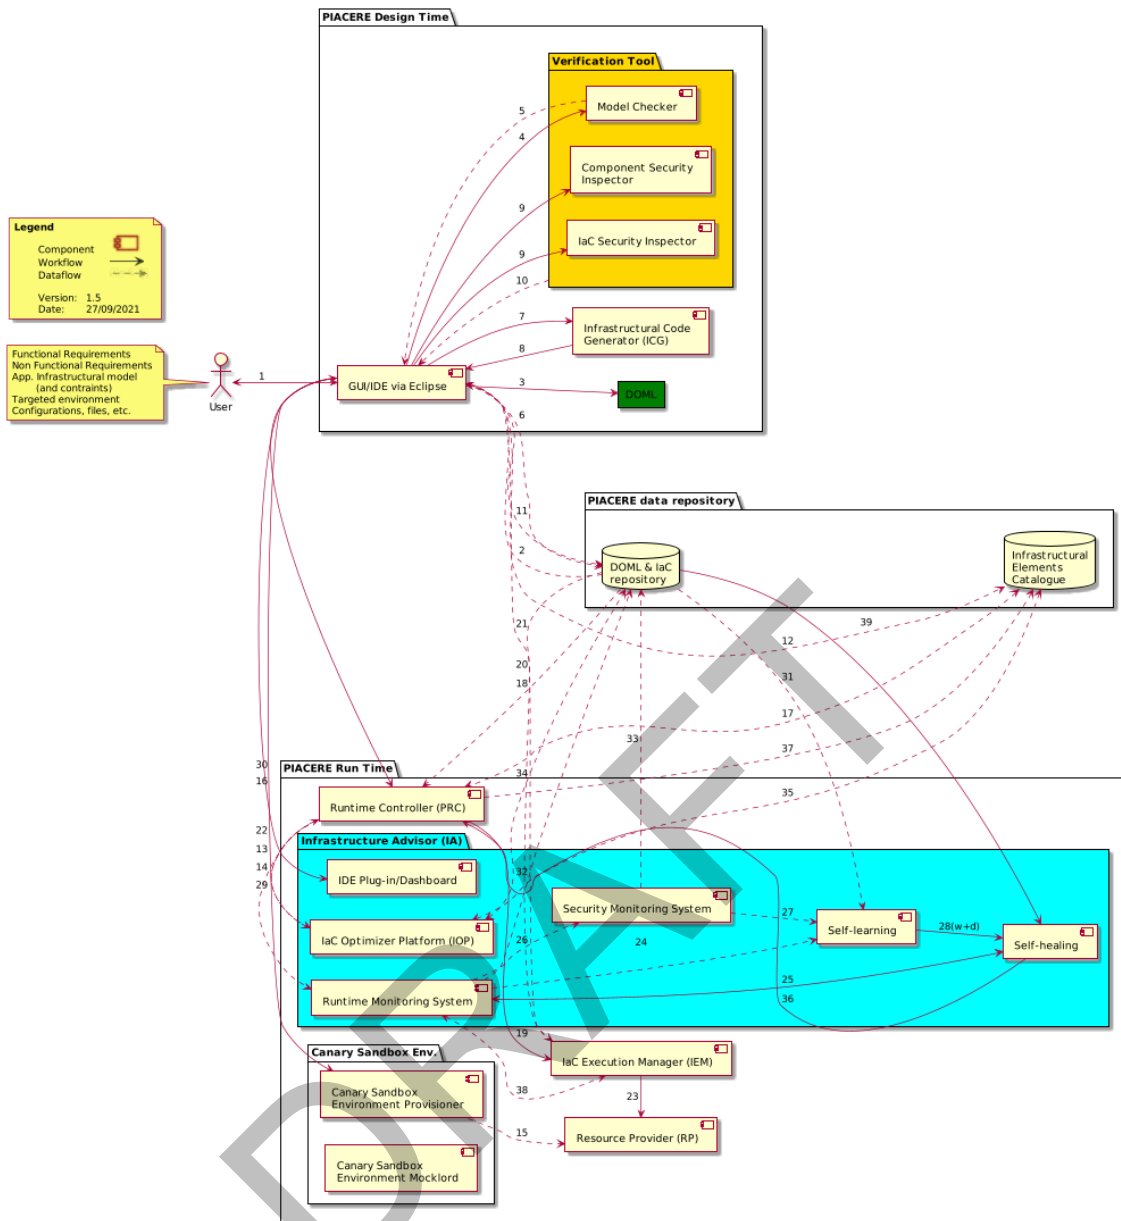 PIACERE Design Time
Verification Tool
Model Checker
5
4
Component Security
Inspector
9
IaC Security Inspector
9
10
Legend
Component
Workflow
Dataflow
Version: 1.5
Date: 27/09/2021
7
Infrastructural Code
Generator (ICG)
8
Functional Requirements
Non Functional Requirements
App. Infrastructural model
(and contraints)
Targeted environment
Configurations, files, etc.
User
1
GUI/IDE via Eclipse
3
DOML
6
PIACERE data repository
11
2
DOML & IaC
repository
Infrastructural
Elements
Catalogue
21
39
12
20
18
31
17
33
37
30
16
34
35
PIACERE Run Time
Runtime Controller (PRC)
22
13
14
29
Infrastructure Advisor (IA)
32
IDE Plug-in/Dashboard
Security Monitoring System
27
Self-learning
28(w+d)
Self-healing
IaC Optimizer Platform (IOP)
26
24
25
36
Runtime Monitoring System
19
Canary Sandbox Env.
IaC Execution Manager (IEM)
Canary Sandbox
Environment Provisioner
38
23
15
Resource Provider (RP)
Canary Sandbox
Environment Mocklord
DRAFT